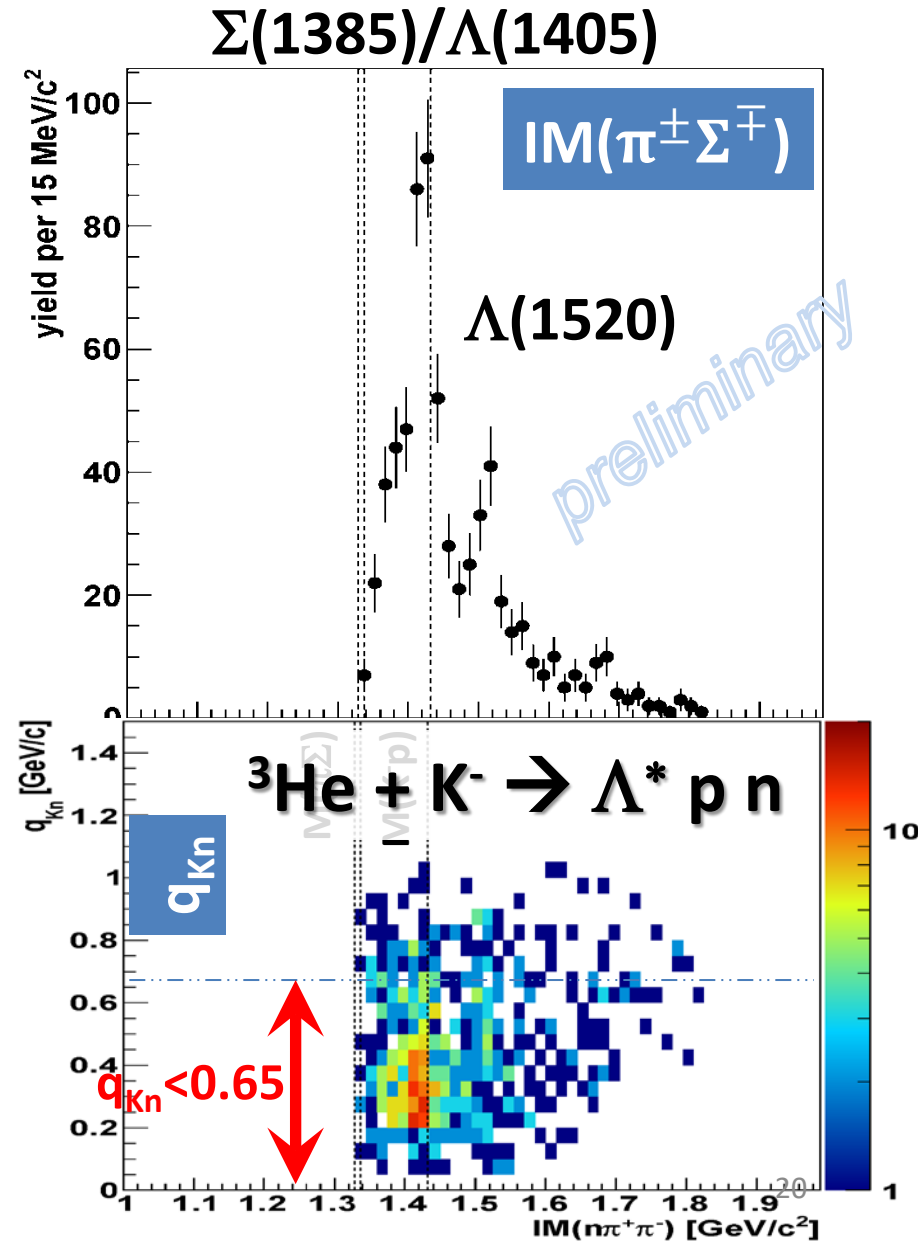 Σ(1385)/Λ(1405)
yield per 15 MeV/c²
100
80
60
40
20
0
IM(π±Σ∓)
Λ(1520)
preliminary
q_Kn [GeV/c]
1.4
1.2
1
0.8
0.6
0.4
0.2
0
³He + K⁻ → Λ* p n
q_Kn
q_Kn<0.65
10
1
20
1 1.1 1.2 1.3 1.4 1.5 1.6 1.7 1.8 1.9
IM(nπ⁺π⁻) [GeV/c²]